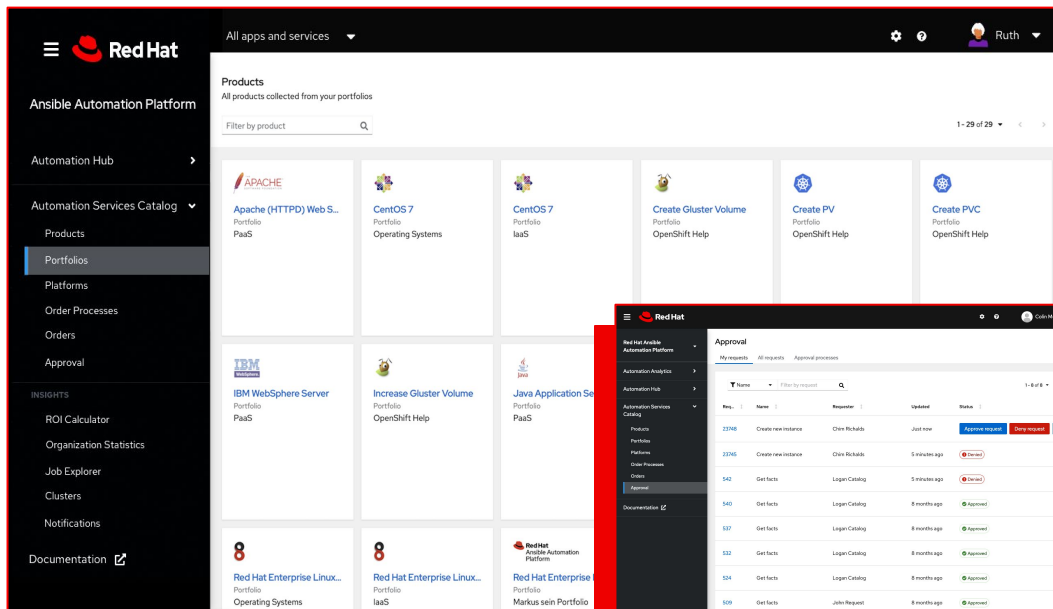 Red Hat
All apps and services
Ruth
Ansible Automation Platform
Automation Hub
Automation Services Catalog
Products
Portfolios
Platforms
Order Processes
Orders
Approval
INSIGHTS
ROI Calculator
Organization Statistics
Job Explorer
Clusters
Notifications
Documentation
Products
All products collected from your portfolios
Filter by product
1 - 29 of 29
APACHE
Apache (HTTPD) Web S...
Portfolio
PaaS
CentOS 7
Portfolio
Operating Systems
CentOS 7
Portfolio
IaaS
Create Gluster Volume
Portfolio
OpenShift Help
Create PV
Portfolio
OpenShift Help
Create PVC
Portfolio
OpenShift Help
IBM
WebSphere
IBM WebSphere Server
Portfolio
PaaS
Increase Gluster Volume
Portfolio
OpenShift Help
Java
Java Application Se
Portfolio
PaaS
8
Red Hat Enterprise Linux...
Portfolio
Operating Systems
8
Red Hat Enterprise Linux...
Portfolio
IaaS
Red Hat
Ansible Automation
Platform
Red Hat Enterprise
Portfolio
Markus sein Portfolio
Red Hat
Colin M
Red Hat Ansible
Automation Platform
Automation Analytics
Automation Hub
Automation Services
Catalog
Products
Portfolios
Platforms
Order Processes
Orders
Approval
Documentation
Approval
My requests All requests Approval processes
Name Filter by request 1 - 8 of 8
Req... Name Requester Updated Status
23748 Create new instance Chim Richalds Just now Approve request Deny request
23745 Create new instance Chim Richalds 5 minutes ago Denied
542 Get facts Logan Catalog 5 minutes ago Denied
540 Get facts Logan Catalog 8 months ago Approved
537 Get facts Logan Catalog 8 months ago Approved
532 Get facts Logan Catalog 8 months ago Approved
524 Get facts Logan Catalog 8 months ago Approved
509 Get facts John Request 8 months ago Approved